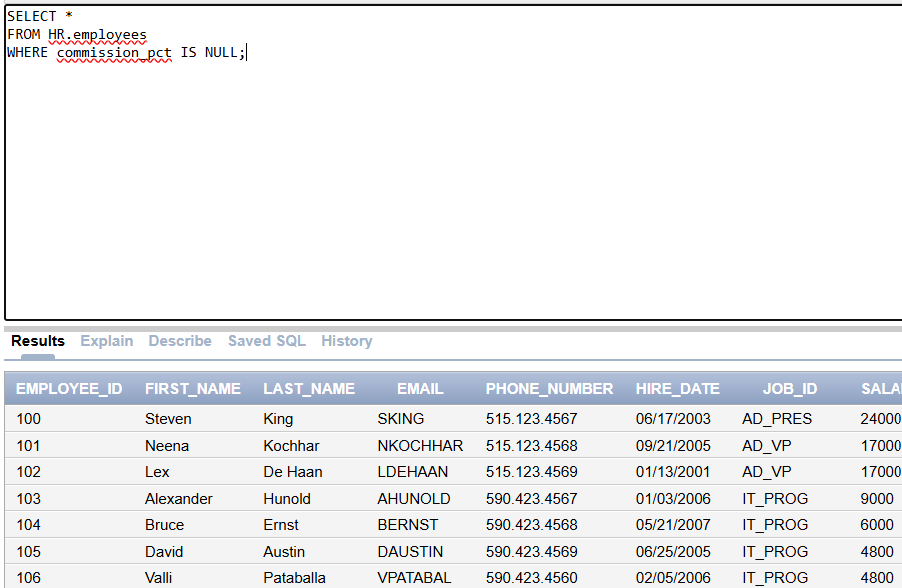 SELECT *
FROM HR.employees
WHERE commission_pct IS NULL;
Results Explain Describe Saved SQL History
EMPLOYEE_ID FIRST_NAME LAST_NAME EMAIL PHONE_NUMBER HIRE_DATE JOB_ID SALA
100 Steven King SKING 515.123.4567 06/17/2003 AD_PRES 24000
101 Neena Kochhar NKOCHHAR 515.123.4568 09/21/2005 AD_VP 17000
102 Lex De Haan LDEHAAN 515.123.4569 01/13/2001 AD_VP 17000
103 Alexander Hunold AHUNOLD 590.423.4567 01/03/2006 IT_PROG 9000
104 Bruce Ernst BERNST 590.423.4568 05/21/2007 IT_PROG 6000
105 David Austin DAUSTIN 590.423.4569 06/25/2005 IT_PROG 4800
106 Valli Pataballa VPATABAL 590.423.4560 02/05/2006 IT_PROG 4800